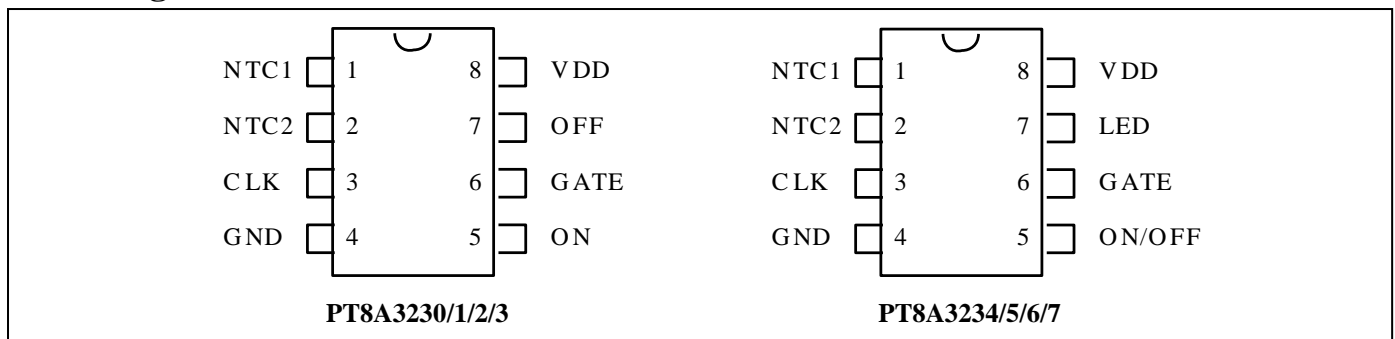 NTC1 1 8 VDD NTC1 1 8 VDD
NTC2 2 7 OFF NTC2 2 7 LED
CLK 3 6 GATE CLK 3 6 GATE
GND 4 5 ON GND 4 5 ON/OFF
PT8A3230/1/2/3 PT8A3234/5/6/7